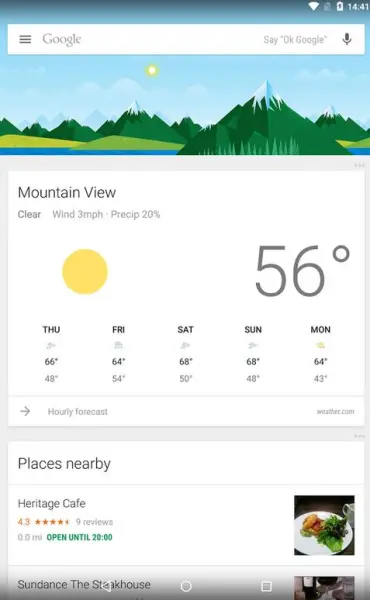 14:41
Google Say "Ok Google"
Mountain View
Clear Wind 3mph · Precip 20%
56°
THU FRI SAT SUN MON
66° 64° 68° 68° 64°
48° 54° 50° 48° 43°
Hourly forecast weather.com
Places nearby
Heritage Cafe
4.3 9 reviews
0.0 mi OPEN UNTIL 20:00
Sundance The Steakhouse